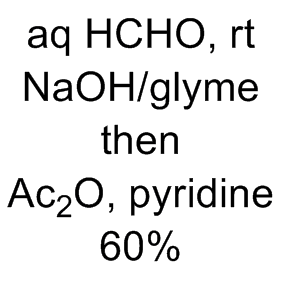 aq HCHO, rt
NaOH/glyme
then
Ac₂O, pyridine
60%